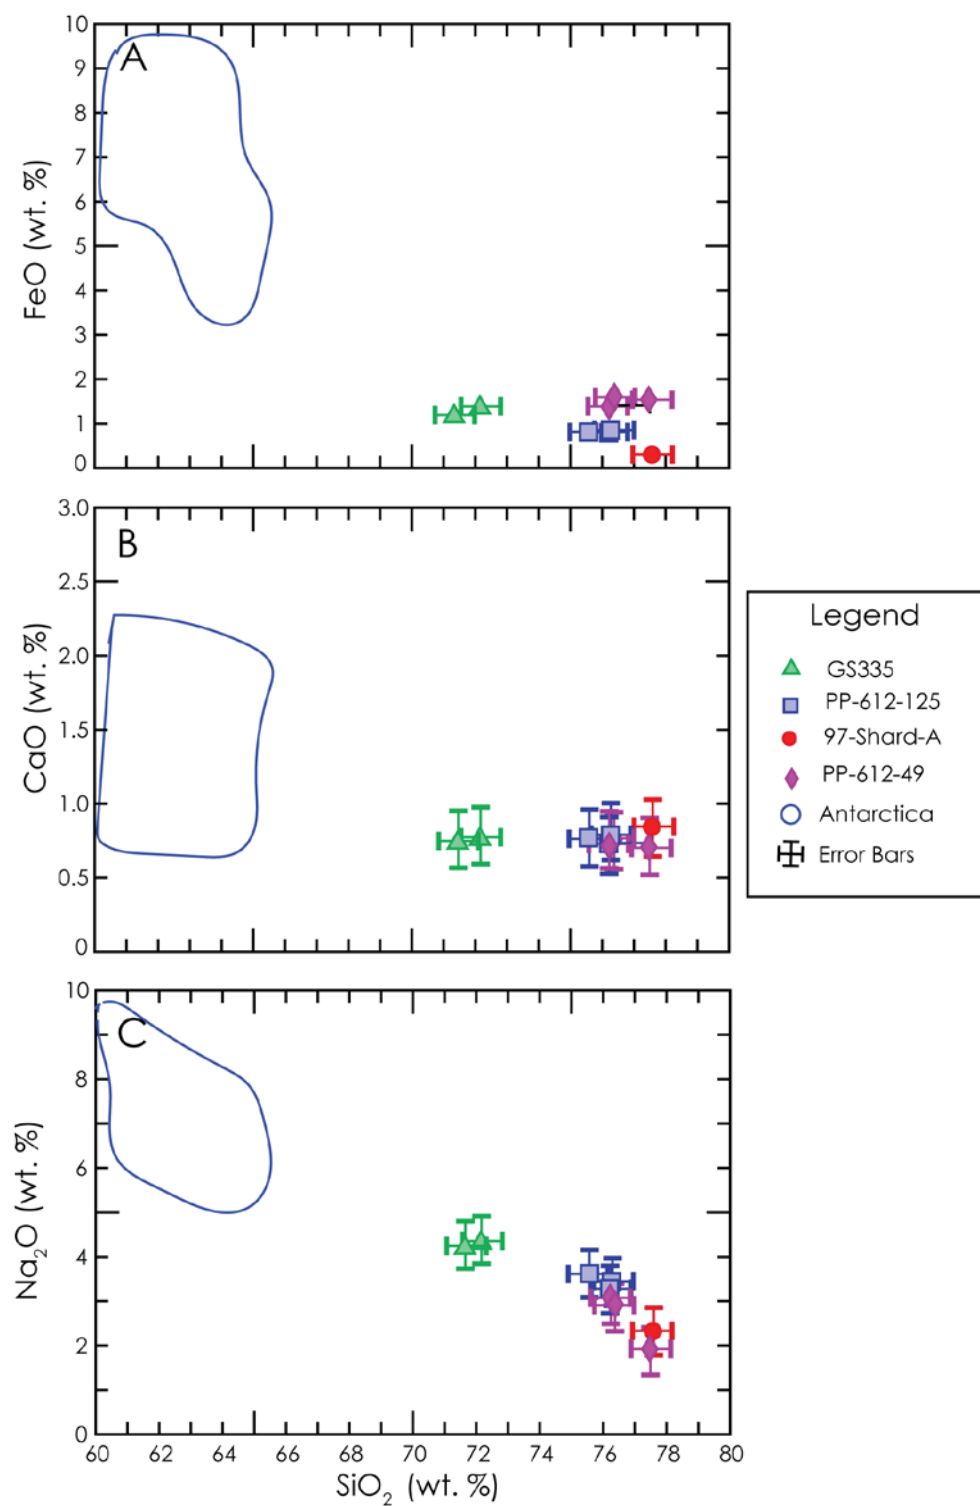 10
9
8
7
6
5
4
3
2
1
0
A
FeO (wt. %)
3.0
2.5
2.0
1.5
1.0
0.5
0
B
CaO (wt. %)
Legend
GS335
PP-612-125
97-Shard-A
PP-612-49
Antarctica
Error Bars
10
8
6
4
2
0
C
Na₂O (wt. %)
60 62 64 66 68 70 72 74 76 78 80
SiO₂ (wt. %)